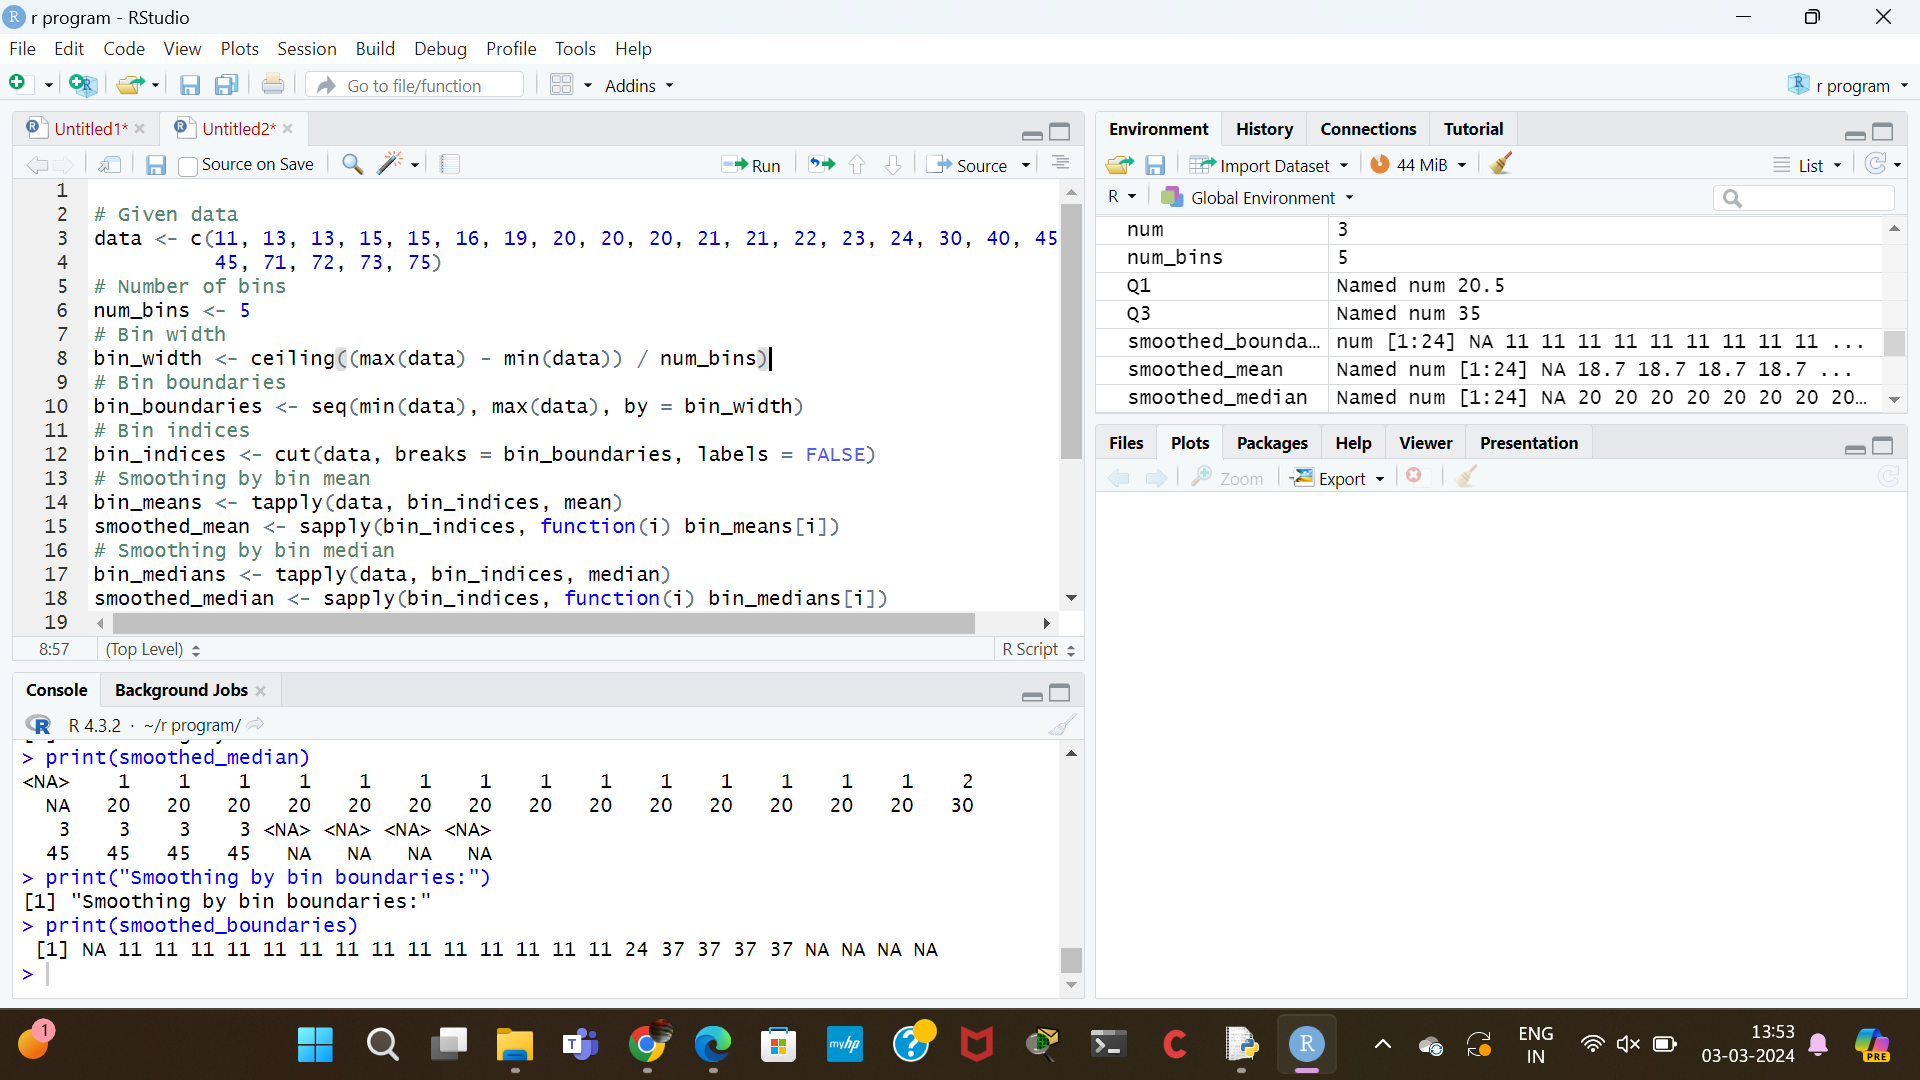 r program - RStudio
File Edit Code View Plots Session Build Debug Profile Tools Help
Go to file/function Addins r program
Untitled1* Untitled2*
Source on Save Run Source
1
2 # Given data
3 data <- c(11, 13, 13, 15, 15, 16, 19, 20, 20, 20, 21, 21, 22, 23, 24, 30, 40, 45
4 45, 71, 72, 73, 75)
5 # Number of bins
6 num_bins <- 5
7 # Bin width
8 bin_width <- ceiling((max(data) - min(data)) / num_bins)
9 # Bin boundaries
10 bin_boundaries <- seq(min(data), max(data), by = bin_width)
11 # Bin indices
12 bin_indices <- cut(data, breaks = bin_boundaries, labels = FALSE)
13 # Smoothing by bin mean
14 bin_means <- tapply(data, bin_indices, mean)
15 smoothed_mean <- sapply(bin_indices, function(i) bin_means[i])
16 # Smoothing by bin median
17 bin_medians <- tapply(data, bin_indices, median)
18 smoothed_median <- sapply(bin_indices, function(i) bin_medians[i])
19
8:57 (Top Level) R Script
Console Background Jobs
R 4.3.2 · ~/r program/
> print(smoothed_median)
<NA> 1 1 1 1 1 1 1 1 1 1 1 1 1 1 2
NA 20 20 20 20 20 20 20 20 20 20 20 20 20 20 30
3 3 3 3 <NA> <NA> <NA> <NA>
45 45 45 45 NA NA NA NA
> print("Smoothing by bin boundaries:")
[1] "Smoothing by bin boundaries:"
> print(smoothed_boundaries)
[1] NA 11 11 11 11 11 11 11 11 11 11 11 11 11 11 24 37 37 37 37 NA NA NA NA
>
Environment History Connections Tutorial
Import Dataset 44 MiB List
R Global Environment
num 3
num_bins 5
Q1 Named num 20.5
Q3 Named num 35
smoothed_bounda... num [1:24] NA 11 11 11 11 11 11 11 11 11 ...
smoothed_mean Named num [1:24] NA 18.7 18.7 18.7 18.7 ...
smoothed_median Named num [1:24] NA 20 20 20 20 20 20 20 20…
Files Plots Packages Help Viewer Presentation
Zoom Export
1
myhp
ENG
IN
13:53
03-03-2024
PRE